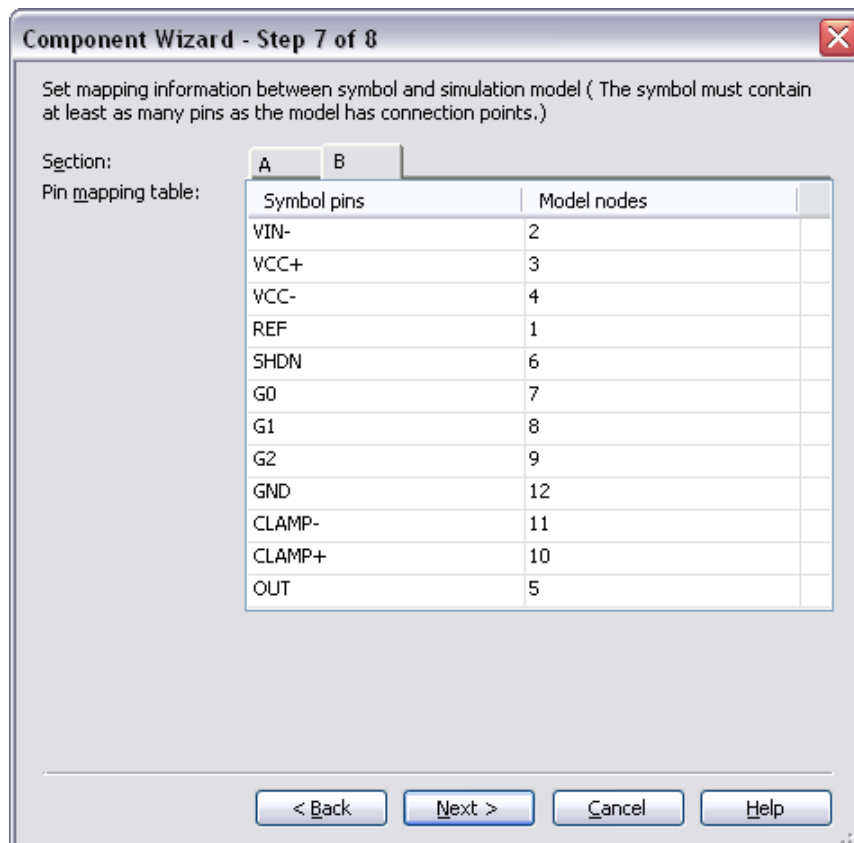 Component Wizard - Step 7 of 8
Set mapping information between symbol and simulation model ( The symbol must contain
at least as many pins as the model has connection points.)
Section: A B
Pin mapping table:
Symbol pins Model nodes
VIN- 2
VCC+ 3
VCC- 4
REF 1
SHDN 6
G0 7
G1 8
G2 9
GND 12
CLAMP- 11
CLAMP+ 10
OUT 5
< Back Next > Cancel Help